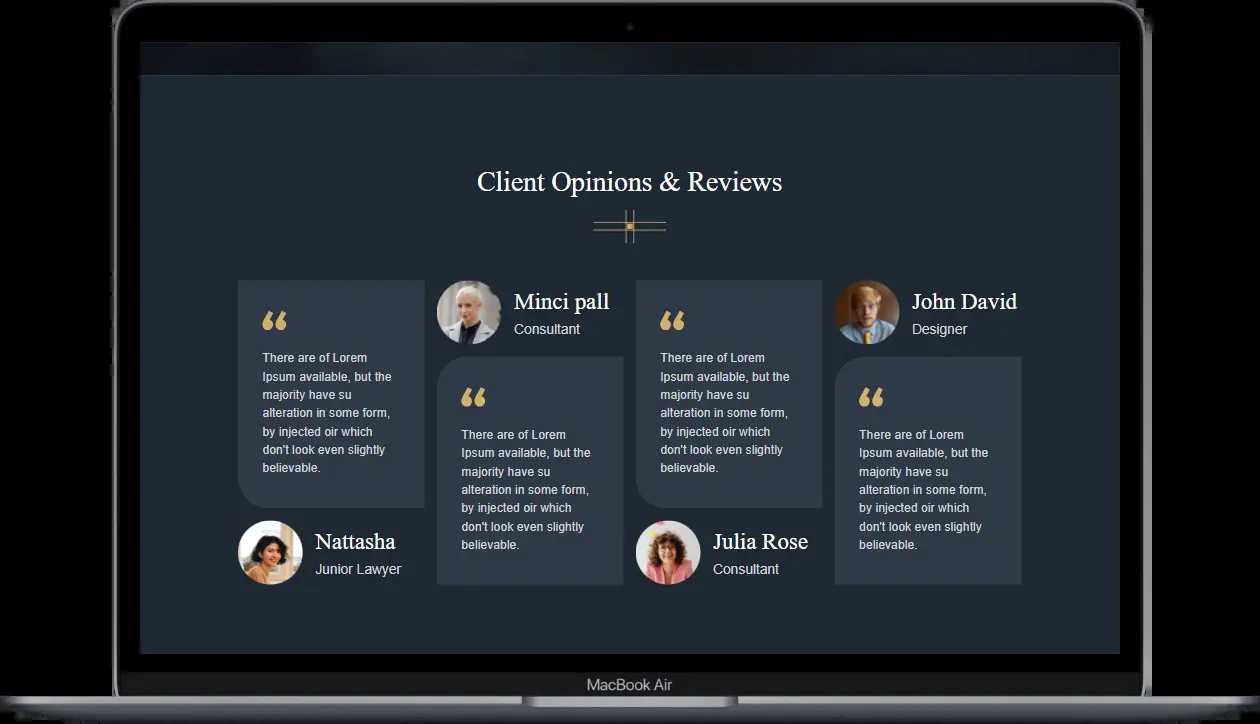 Client Opinions & Reviews
“
There are of Lorem
Ipsum available, but the
majority have su
alteration in some form,
by injected oir which
don't look even slightly
believable.
Nattasha
Junior Lawyer
Minci pall
Consultant
“
There are of Lorem
Ipsum available, but the
majority have su
alteration in some form,
by injected oir which
don't look even slightly
believable.
“
There are of Lorem
Ipsum available, but the
majority have su
alteration in some form,
by injected oir which
don't look even slightly
believable.
Julia Rose
Consultant
John David
Designer
“
There are of Lorem
Ipsum available, but the
majority have su
alteration in some form,
by injected oir which
don't look even slightly
believable.
MacBook Air